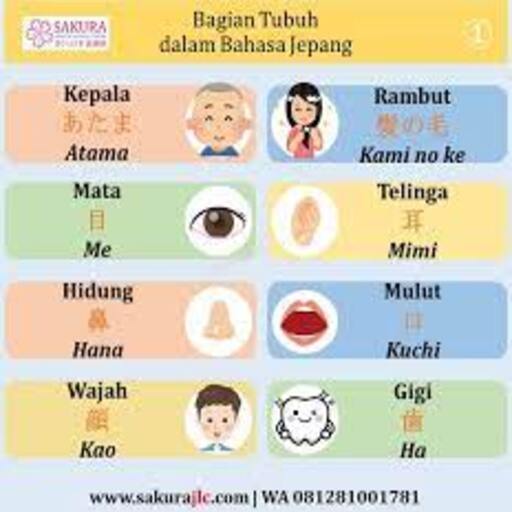 SAKURA
Bagian Tubuh
dalam Bahasa Jepang
1
Kepala
あたま
Atama
Rambut
髪の毛
Kami no ke
Mata
目
Me
Telinga
耳
Mimi
Hidung
鼻
Hana
Mulut
口
Kuchi
Wajah
顔
Kao
Gigi
歯
Ha
www.sakurajlc.com | WA 081281001781